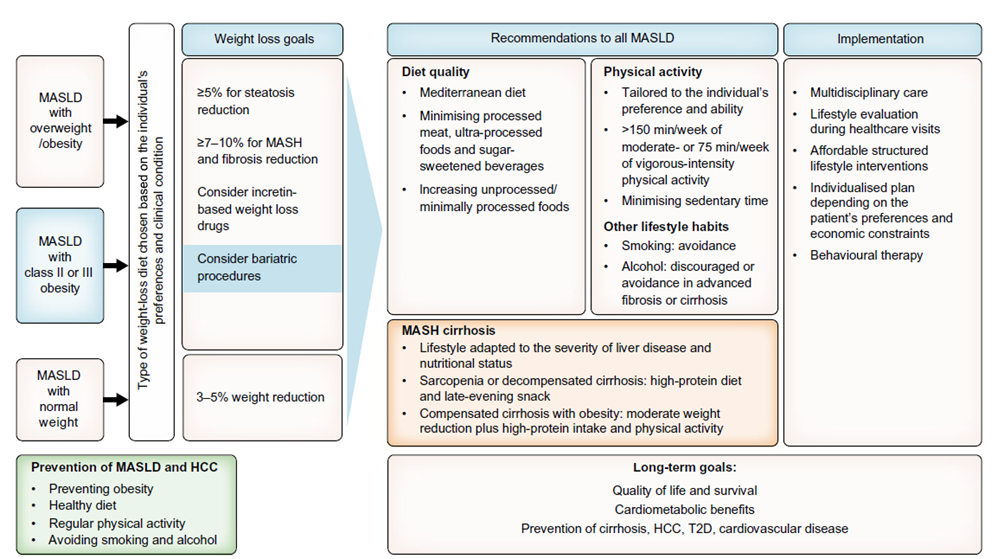 Weight loss goals
Recommendations to all MASLD
Implementation
MASLD
with
overweight
/obesity
MASLD
with
class II or III
obesity
MASLD
with
normal
weight
Type of weight-loss diet chosen based on the individual's
preferences and clinical condition
≥5% for steatosis
reduction
≥7–10% for MASH
and fibrosis reduction
Consider incretin-
based weight loss
drugs
Consider bariatric
procedures
3–5% weight reduction
Diet quality
• Mediterranean diet
• Minimising processed
meat, ultra-processed
foods and sugar-
sweetened beverages
• Increasing unprocessed/
minimally processed foods
Physical activity
• Tailored to the individual's
preference and ability
• >150 min/week of
moderate- or 75 min/week
of vigorous-intensity
physical activity
• Minimising sedentary time
Other lifestyle habits
• Smoking: avoidance
• Alcohol: discouraged or
avoidance in advanced
fibrosis or cirrhosis
MASH cirrhosis
• Lifestyle adapted to the severity of liver disease and
nutritional status
• Sarcopenia or decompensated cirrhosis: high-protein diet
and late-evening snack
• Compensated cirrhosis with obesity: moderate weight
reduction plus high-protein intake and physical activity
• Multidisciplinary care
• Lifestyle evaluation
during healthcare visits
• Affordable structured
lifestyle interventions
• Individualised plan
depending on the
patient's preferences and
economic constraints
• Behavioural therapy
Prevention of MASLD and HCC
• Preventing obesity
• Healthy diet
• Regular physical activity
• Avoiding smoking and alcohol
Long-term goals:
Quality of life and survival
Cardiometabolic benefits
Prevention of cirrhosis, HCC, T2D, cardiovascular disease